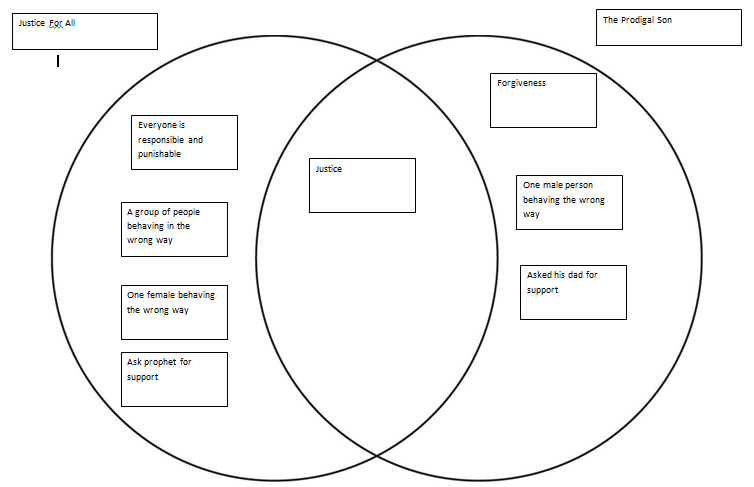 Justice For All
The Prodigal Son
Forgiveness
Everyone is
responsible and
punishable
Justice
One male person
behaving the wrong
way
A group of people
behaving in the
wrong way
Asked his dad for
support
One female behaving
the wrong way
Ask prophet for
support